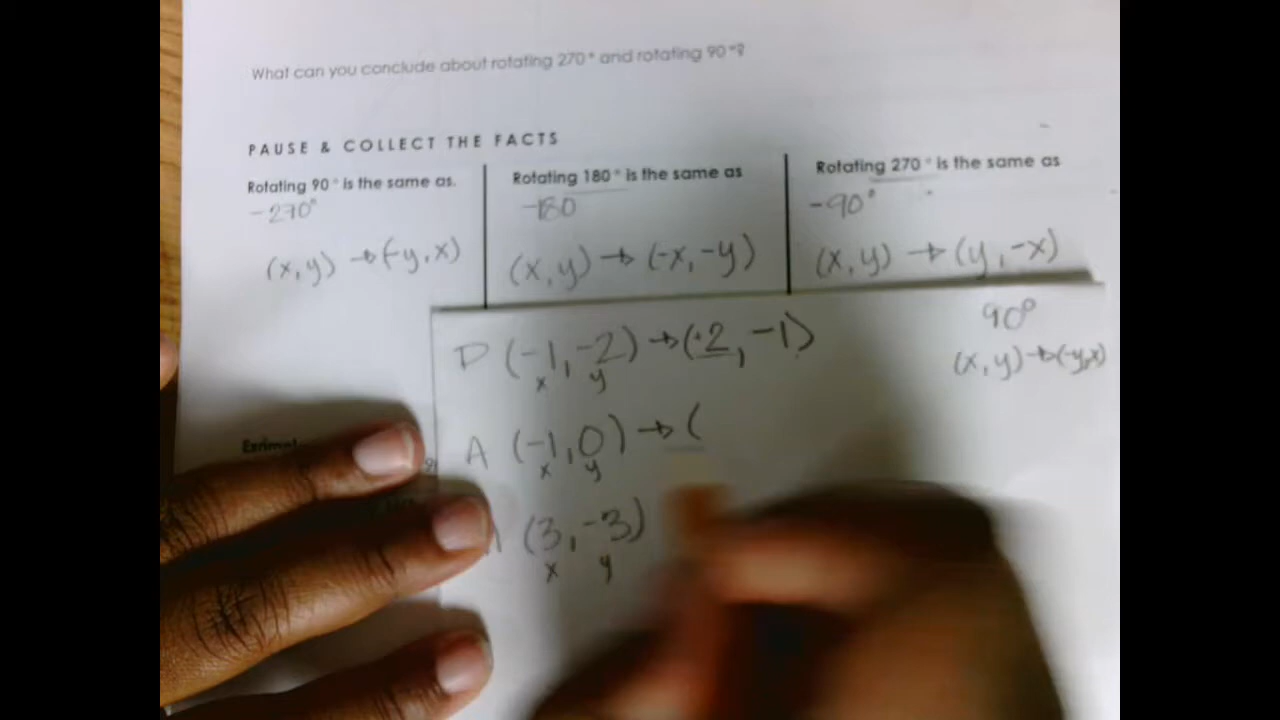 What can you conclude about rotating 270° and rotating 90°?
PAUSE & COLLECT THE FACTS
Rotating 90° is the same as.
-270°
(x,y) → (-y,x)
Rotating 180° is the same as
-180
(x,y) → (-x,-y)
Rotating 270° is the same as
-90°
(x,y) → (y,-x)
90°
(x,y) → (-y,x)
D (-1,-2) → (+2,-1)
x y
A (-1,0) → (
x y
(3,-3)
x y